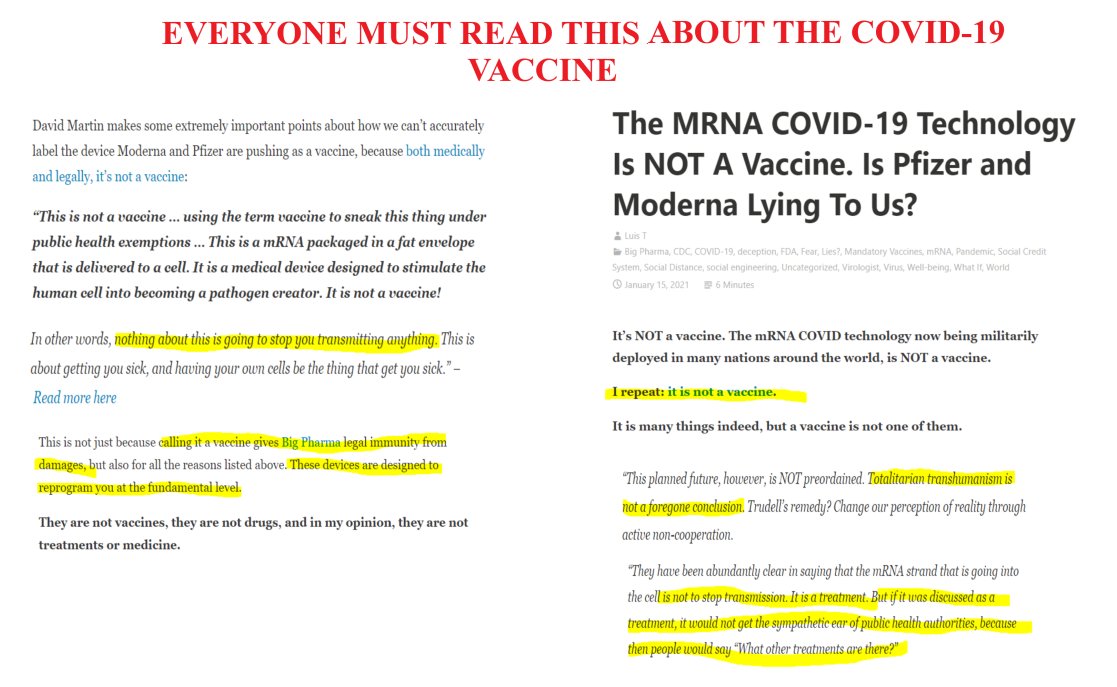 EVERYONE MUST READ THIS ABOUT THE COVID-19
VACCINE
David Martin makes some extremely important points about how we can't accurately
label the device Moderna and Pfizer are pushing as a vaccine, because both medically
and legally, it's not a vaccine:
“This is not a vaccine … using the term vaccine to sneak this thing under
public health exemptions … This is a mRNA packaged in a fat envelope
that is delivered to a cell. It is a medical device designed to stimulate the
human cell into becoming a pathogen creator. It is not a vaccine!
In other words, nothing about this is going to stop you transmitting anything. This is
about getting you sick, and having your own cells be the thing that get you sick.” –
Read more here
This is not just because calling it a vaccine gives Big Pharma legal immunity from
damages, but also for all the reasons listed above. These devices are designed to
reprogram you at the fundamental level.
They are not vaccines, they are not drugs, and in my opinion, they are not
treatments or medicine.
The MRNA COVID-19 Technology
Is NOT A Vaccine. Is Pfizer and
Moderna Lying To Us?
Luis T
Big Pharma, CDC, COVID-19, deception, FDA, Fear, Lies?, Mandatory Vaccines, mRNA, Pandemic, Social Credit
System, Social Distance, social engineering, Uncategorized, Virologist, Virus, Well-being, What If, World
January 15, 2021 6 Minutes
It's NOT a vaccine. The mRNA COVID technology now being militarily
deployed in many nations around the world, is NOT a vaccine.
I repeat: it is not a vaccine.
It is many things indeed, but a vaccine is not one of them.
“This planned future, however, is NOT preordained. Totalitarian transhumanism is
not a foregone conclusion. Trudell's remedy? Change our perception of reality through
active non-cooperation.
“They have been abundantly clear in saying that the mRNA strand that is going into
the cell is not to stop transmission. It is a treatment. But if it was discussed as a
treatment, it would not get the sympathetic ear of public health authorities, because
then people would say “What other treatments are there?”